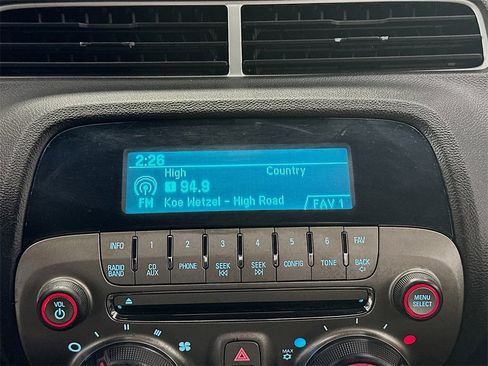 2:26
High Country
1 94.9
FM Koe Wetzel - High Road FAV 1
INFO 1 2 3 4 5 6 FAV
RADIO BAND CD AUX PHONE SEEK SEEK CONFIG TONE BACK
VOL
MENU SELECT
MAX